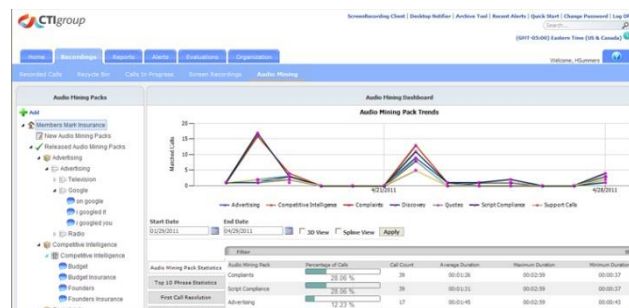 CTIgroup
ScreenRecording Client | Desktop Notifier | Archive Tool | Recent Alerts | Quick Start | Change Password | Log Of
Search...
(GMT-05:00) Eastern Time (US & Canada)
Home Recordings Reports Alerts Evaluations Organization
Welcome, HSummers
Recorded Calls Recycle Bin Calls In Progress Screen Recordings Audio Mining
Audio Mining Packs
Add
Members Mark Insurance
New Audio Mining Packs
Released Audio Mining Packs
Advertising
Advertising
Television
Google
on google
i googled it
i googled you
Radio
Competitive Intelligence
Competitive Intelligence
Budget
Budget Insurance
Founders
Founders Insurance
Audio Mining Dashboard
Audio Mining Pack Trends
Matched Calls
20
15
10
5
0
4/21/2011 4/28/2011
Advertising Competitive Intelligence Complaints Discovery Quotes Script Compliance Support Calls
Start Date End Date
01/29/2011 04/29/2011 3D View Spline View Apply
Filter
Audio Mining Pack Statistics
Top 10 Phrase Statistics
First Call Resolution
Audio Mining Pack Percentage of Calls Call Count Average Duration Maximum Duration Minimum Duration
Complaints 28.06 % 39 00:01:26 00:02:59 00:00:37
Script Compliance 28.06 % 39 00:01:31 00:02:59 00:00:37
Advertising 12.23 % 17 00:01:45 00:02:59 00:00:43